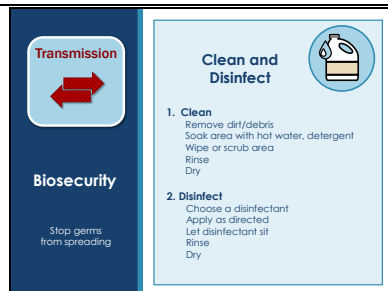 Transmission
Biosecurity
Stop germs
from spreading
Clean and
Disinfect
1. Clean
Remove dirt/debris
Soak area with hot water, detergent
Wipe or scrub area
Rinse
Dry
2. Disinfect
Choose a disinfectant
Apply as directed
Let disinfectant sit
Rinse
Dry